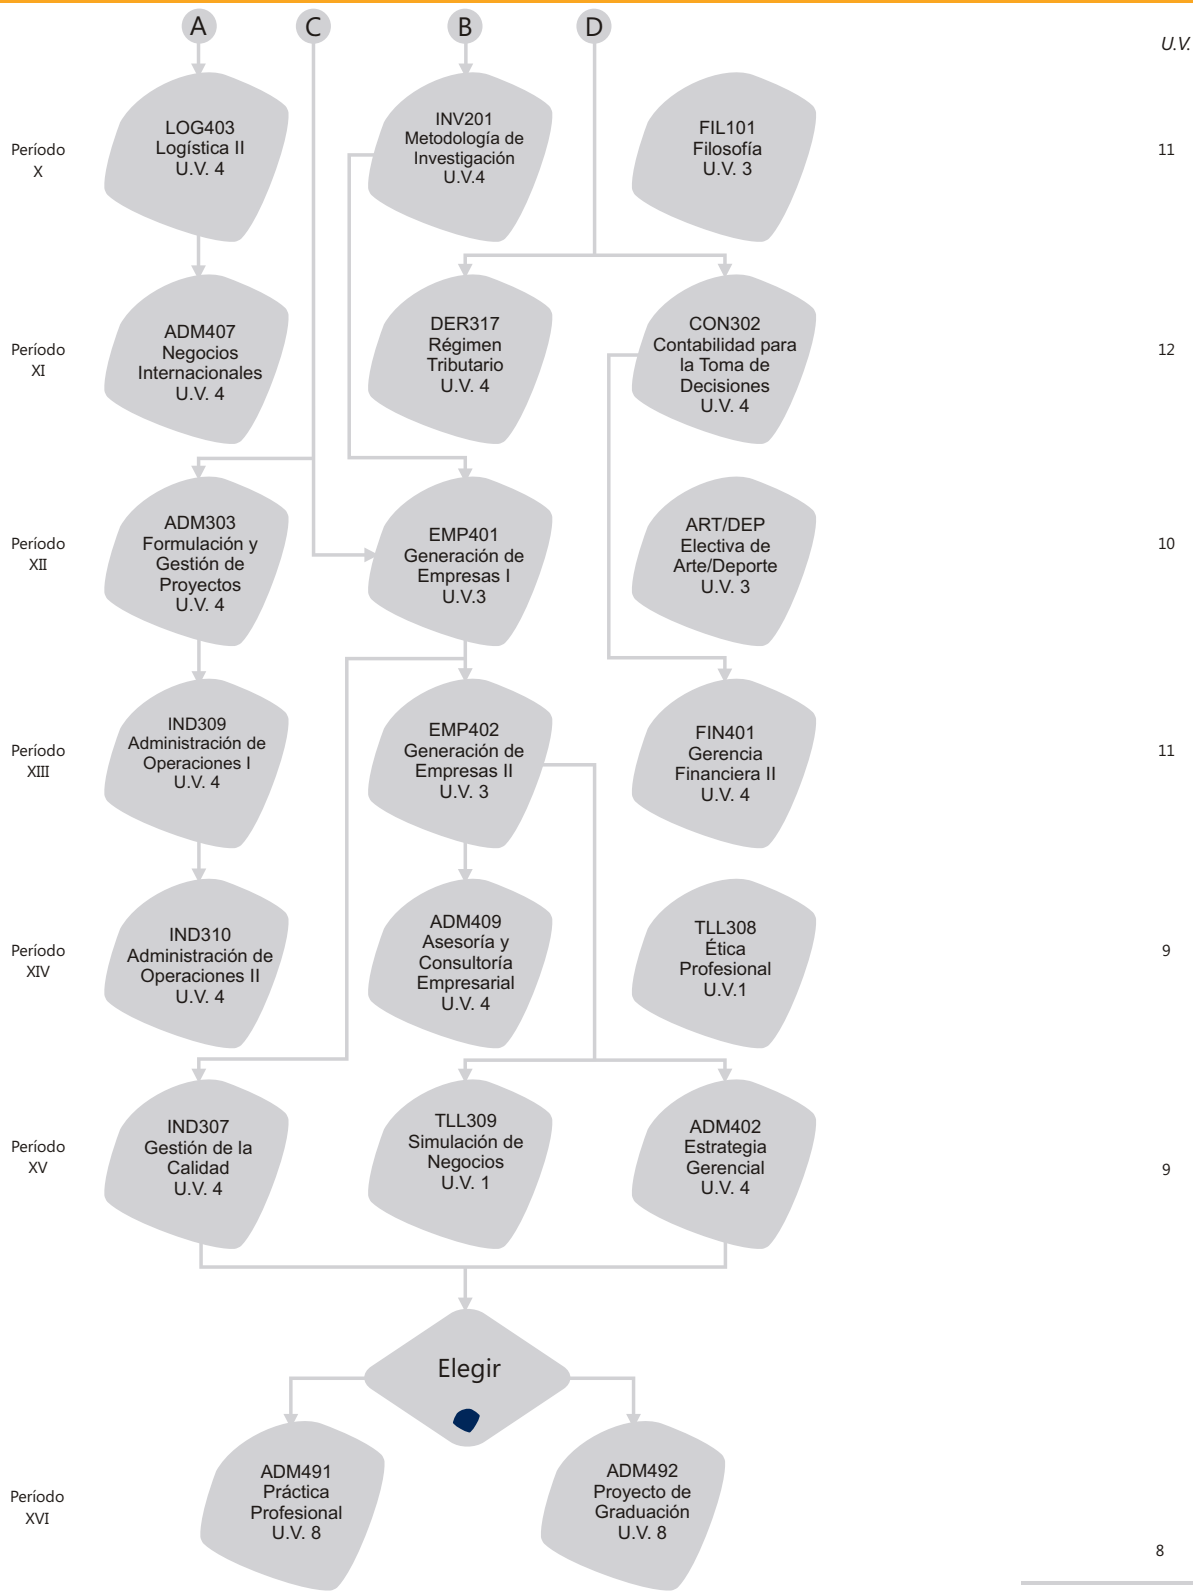 A
C
B
D
U.V.
Período
X
LOG403
Logística II
U.V. 4
INV201
Metodología de
Investigación
U.V.4
FIL101
Filosofía
U.V. 3
11
Período
XI
ADM407
Negocios
Internacionales
U.V. 4
DER317
Régimen
Tributario
U.V. 4
CON302
Contabilidad para
la Toma de
Decisiones
U.V. 4
12
Período
XII
ADM303
Formulación y
Gestión de
Proyectos
U.V. 4
EMP401
Generación de
Empresas I
U.V.3
ART/DEP
Electiva de
Arte/Deporte
U.V. 3
10
Período
XIII
IND309
Administración de
Operaciones I
U.V. 4
EMP402
Generación de
Empresas II
U.V. 3
FIN401
Gerencia
Financiera II
U.V. 4
11
Período
XIV
IND310
Administración de
Operaciones II
U.V. 4
ADM409
Asesoría y
Consultoría
Empresarial
U.V. 4
TLL308
Ética
Profesional
U.V.1
9
Período
XV
IND307
Gestión de la
Calidad
U.V. 4
TLL309
Simulación de
Negocios
U.V. 1
ADM402
Estrategia
Gerencial
U.V. 4
9
Elegir
Período
XVI
ADM491
Práctica
Profesional
U.V. 8
ADM492
Proyecto de
Graduación
U.V. 8
8